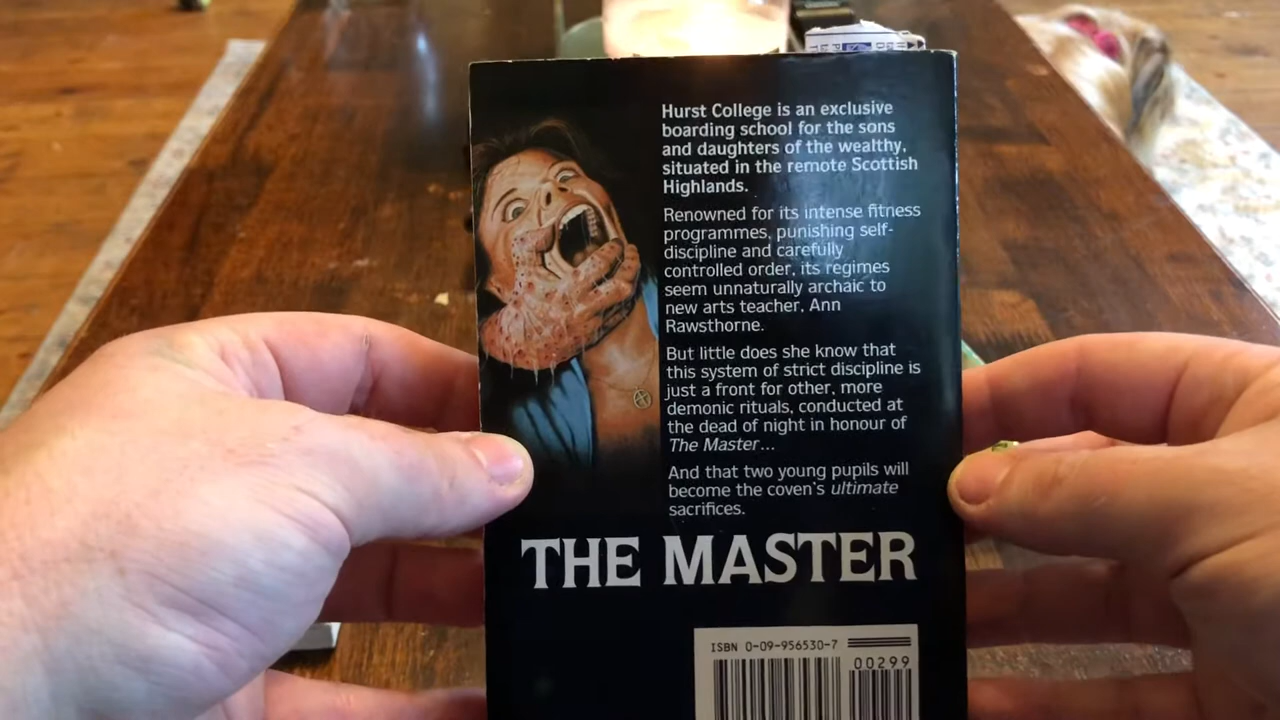 Hurst College is an exclusive
boarding school for the sons
and daughters of the wealthy,
situated in the remote Scottish
Highlands.
Renowned for its intense fitness
programmes, punishing self-
discipline and carefully
controlled order, its regimes
seem unnaturally archaic to
new arts teacher, Ann
Rawsthorne.
But little does she know that
this system of strict discipline is
just a front for other, more
demonic rituals, conducted at
the dead of night in honour of
The Master...
And that two young pupils will
become the coven's ultimate
sacrifices.
THE MASTER
ISBN 0-09-956530-7
00299